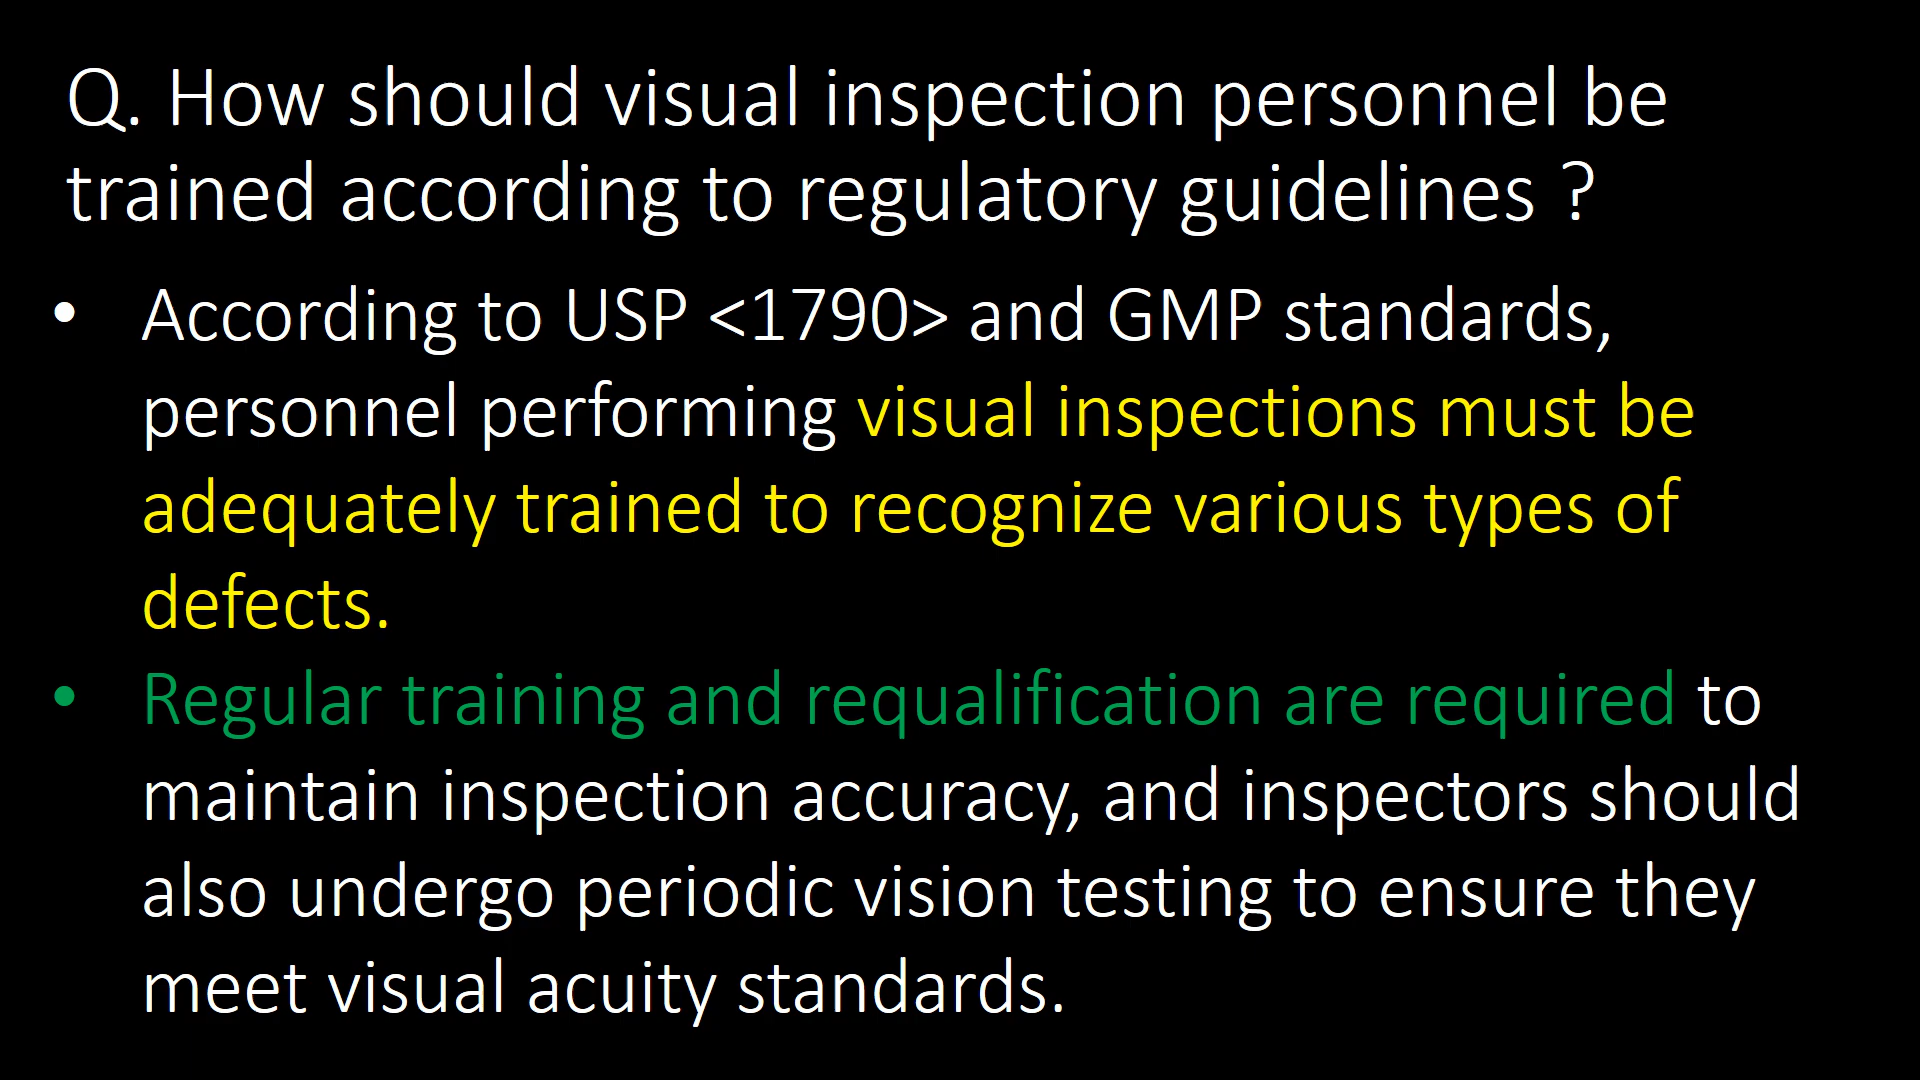 Q. How should visual inspection personnel be
trained according to regulatory guidelines ?
• According to USP <1790> and GMP standards,
personnel performing visual inspections must be
adequately trained to recognize various types of
defects.
• Regular training and requalification are required to
maintain inspection accuracy, and inspectors should
also undergo periodic vision testing to ensure they
meet visual acuity standards.